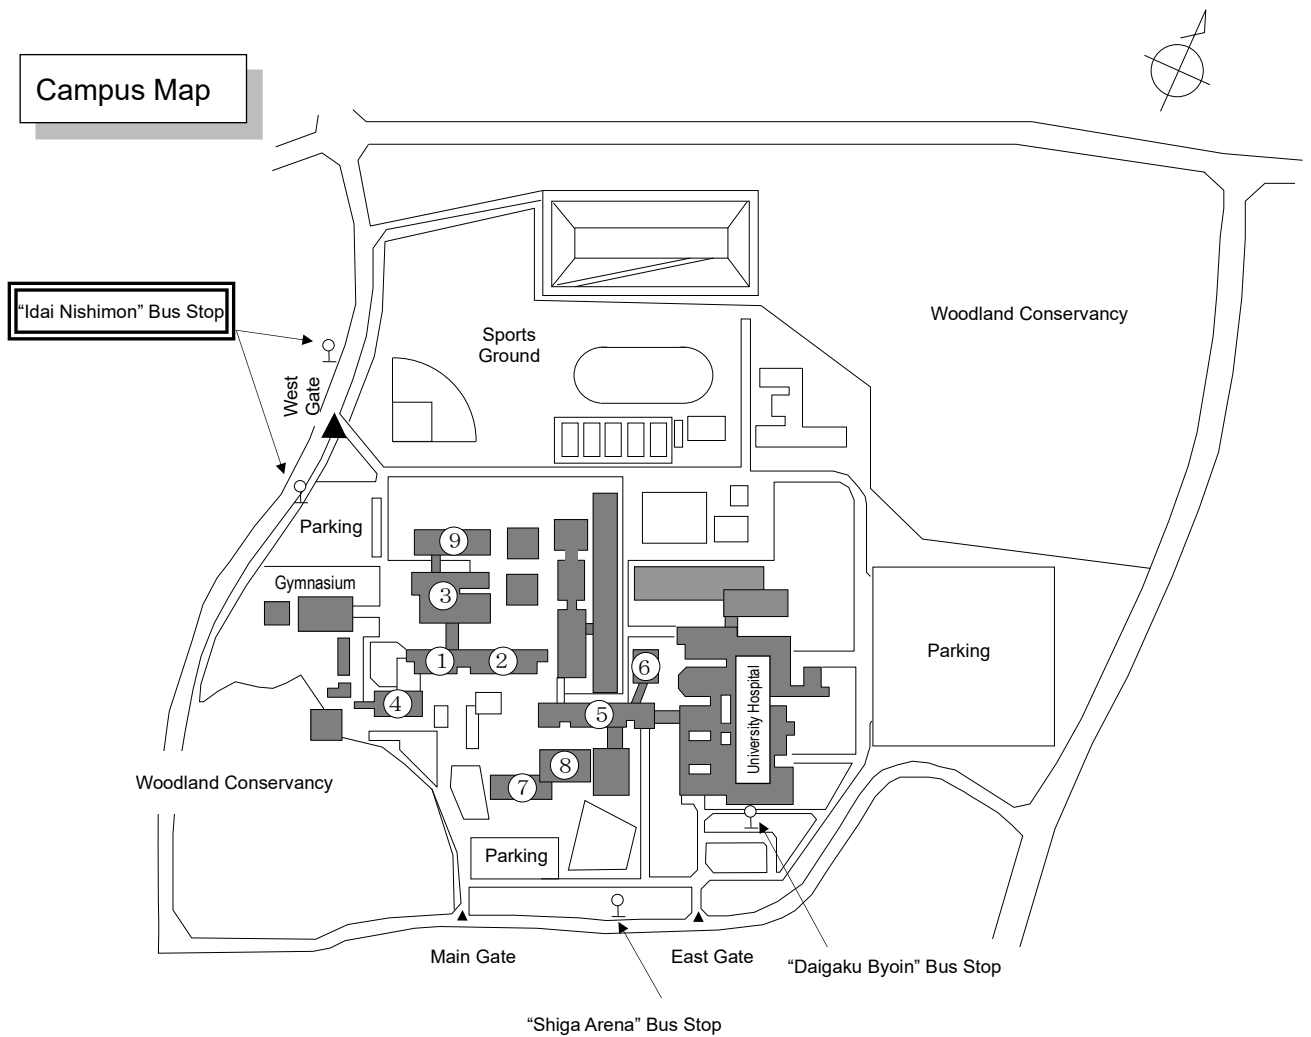 Campus Map
“Idai Nishimon” Bus Stop
West
Gate
Sports
Ground
Woodland Conservancy
Parking
Gymnasium
⑨
③
①
②
④
⑥
⑤
⑧
⑦
University Hospital
Parking
Woodland Conservancy
Parking
Main Gate
East Gate
“Daigaku Byoin” Bus Stop
“Shiga Arena” Bus Stop